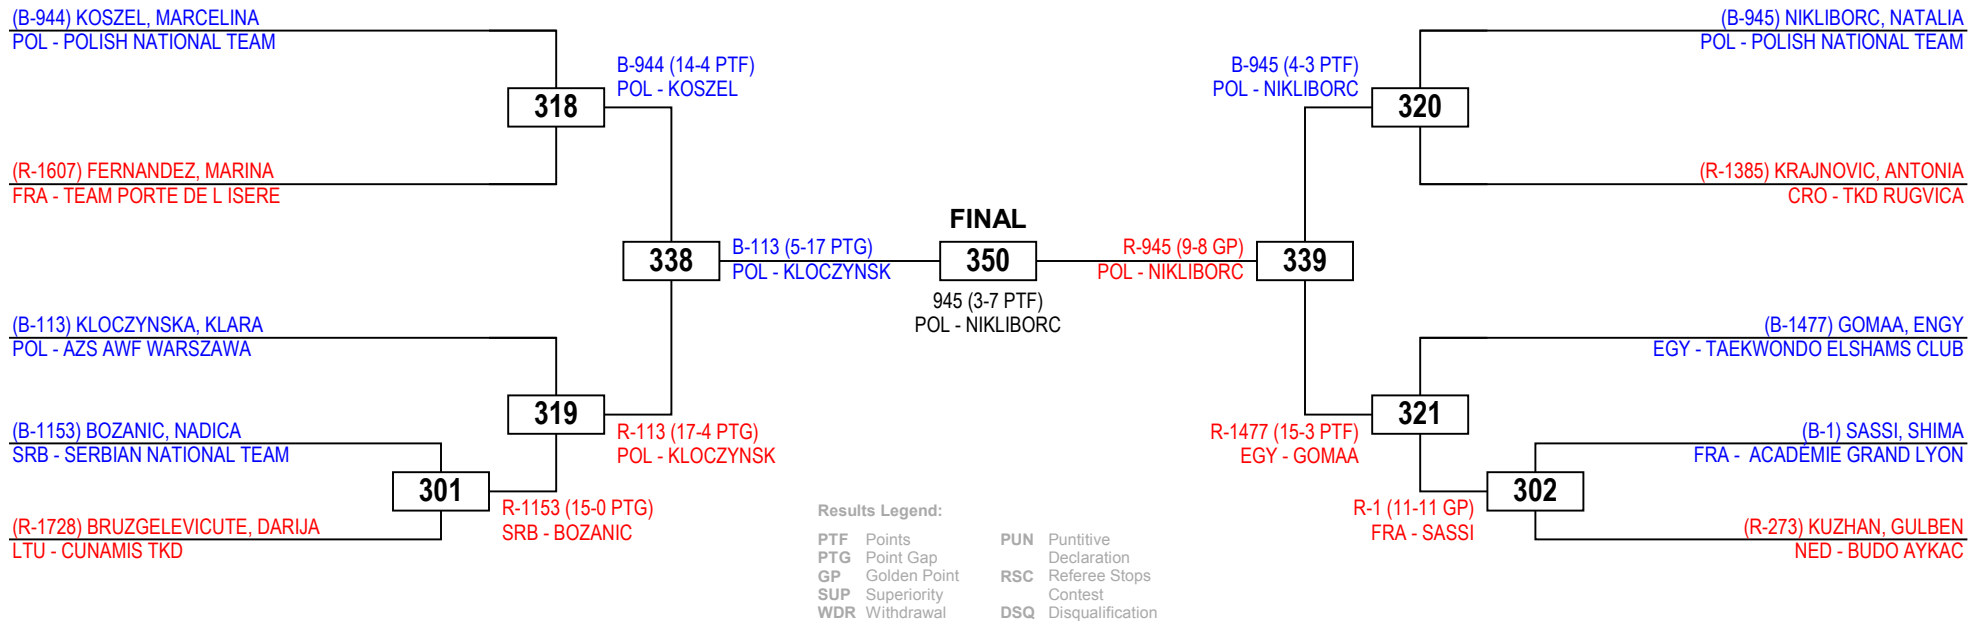 (B-944) KOSZEL, MARCELINA
POL - POLISH NATIONAL TEAM
B-944 (14-4 PTF)
POL - KOSZEL
318
(R-1607) FERNANDEZ, MARINA
FRA - TEAM PORTE DE L ISERE
338
B-113 (5-17 PTG)
POL - KLOCZYNSK
(B-113) KLOCZYNSKA, KLARA
POL - AZS AWF WARSZAWA
319
R-113 (17-4 PTG)
POL - KLOCZYNSK
(B-1153) BOZANIC, NADICA
SRB - SERBIAN NATIONAL TEAM
301
R-1153 (15-0 PTG)
SRB - BOZANIC
(R-1728) BRUZGELEVICUTE, DARIJA
LTU - CUNAMIS TKD
FINAL
350
945 (3-7 PTF)
POL - NIKLIBORC
(B-945) NIKLIBORC, NATALIA
POL - POLISH NATIONAL TEAM
B-945 (4-3 PTF)
POL - NIKLIBORC
320
(R-1385) KRAJNOVIC, ANTONIA
CRO - TKD RUGVICA
R-945 (9-8 GP)
POL - NIKLIBORC
339
(B-1477) GOMAA, ENGY
EGY - TAEKWONDO ELSHAMS CLUB
321
R-1477 (15-3 PTF)
EGY - GOMAA
(B-1) SASSI, SHIMA
FRA - ACADÉMIE GRAND LYON
302
R-1 (11-11 GP)
FRA - SASSI
(R-273) KUZHAN, GULBEN
NED - BUDO AYKAC
Results Legend:
PTF Points
PTG Point Gap
GP Golden Point
SUP Superiority
WDR Withdrawal
PUN Puntitive
Declaration
RSC Referee Stops
Contest
DSQ Disqualification